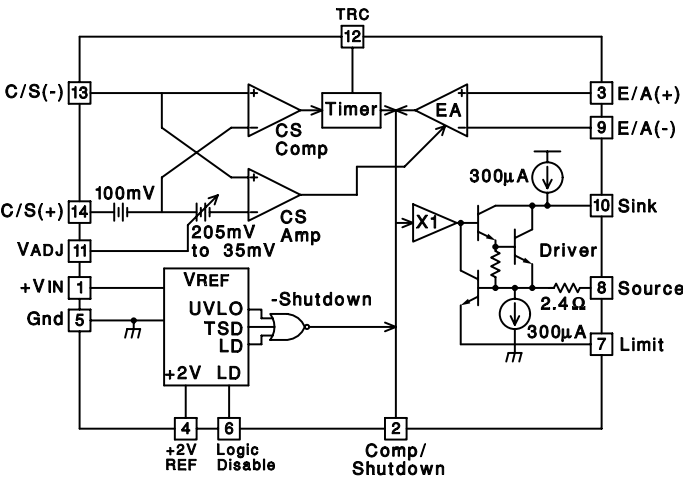 TRC
12
C/S(-) 13
3 E/A(+)
Timer
EA
CS
Comp
9 E/A(-)
100mV
300µA
C/S(+) 14
10 Sink
205mV
to 35mV
CS
Amp
X1
VADJ 11
Driver
+VIN 1
VREF
-Shutdown
8 Source
UVLO
2.4Ω
Gnd 5
TSD
300µA
LD
7 Limit
+2V LD
4 6 2
+2V
REF
Logic
Disable
Comp/
Shutdown
+
-
+
-
+
-